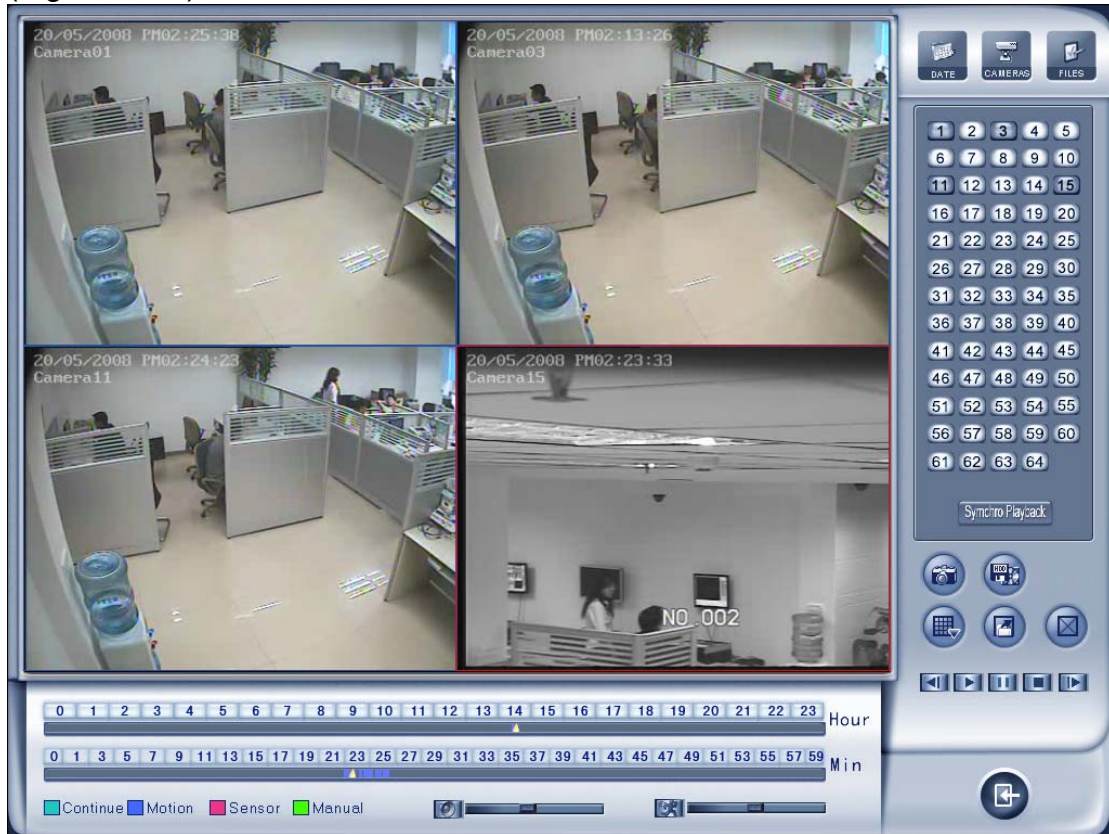 20/05/2008 PM02:25:38
Camera01
20/05/2008 PM02:13:26
Camera03
20/05/2008 PM02:24:23
Camera11
20/05/2008 PM02:23:33
Camera15
NO.002
DATE CAMERAS FILES
1 2 3 4 5
6 7 8 9 10
11 12 13 14 15
16 17 18 19 20
21 22 23 24 25
26 27 28 29 30
31 32 33 34 35
36 37 38 39 40
41 42 43 44 45
46 47 48 49 50
51 52 53 54 55
56 57 58 59 60
61 62 63 64
Symchro Playback
HDD
0 1 2 3 4 5 6 7 8 9 10 11 12 13 14 15 16 17 18 19 20 21 22 23 Hour
0 1 3 5 7 9 11 13 15 17 19 21 23 25 27 29 31 33 35 37 39 41 43 45 47 49 51 53 55 57 59 Min
Continue Motion Sensor Manual